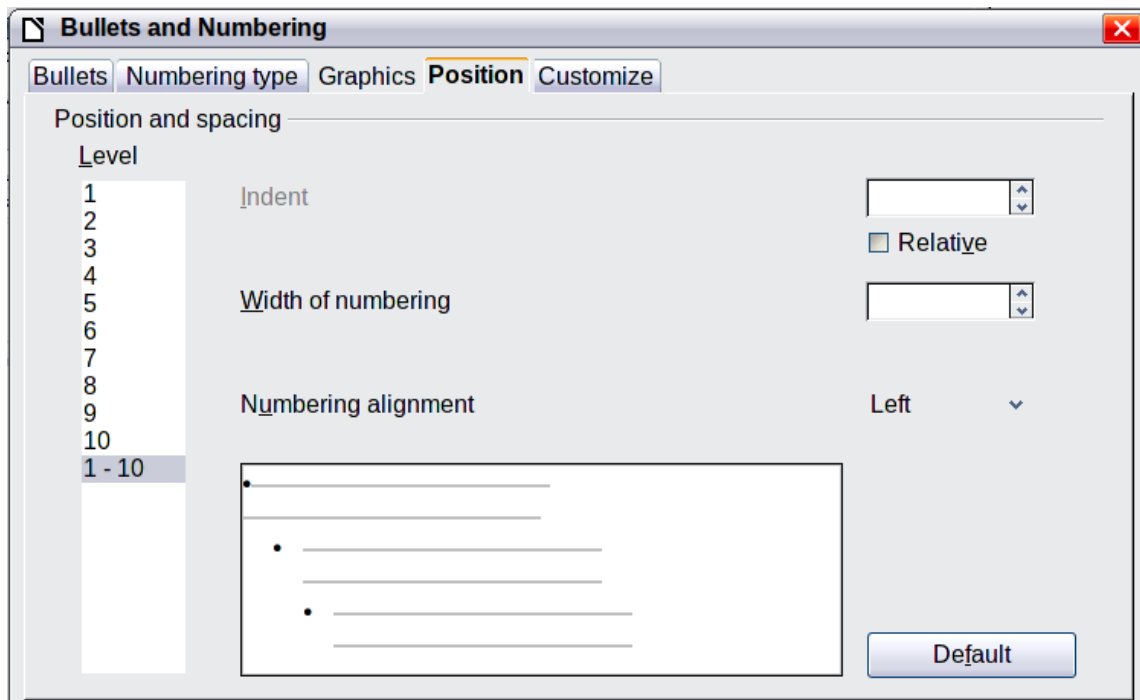 Bullets and Numbering
Bullets Numbering type Graphics Position Customize
Position and spacing
Level
1
2
3
4
5
6
7
8
9
10
1 - 10
Indent
Relative
Width of numbering
Numbering alignment Left
Default